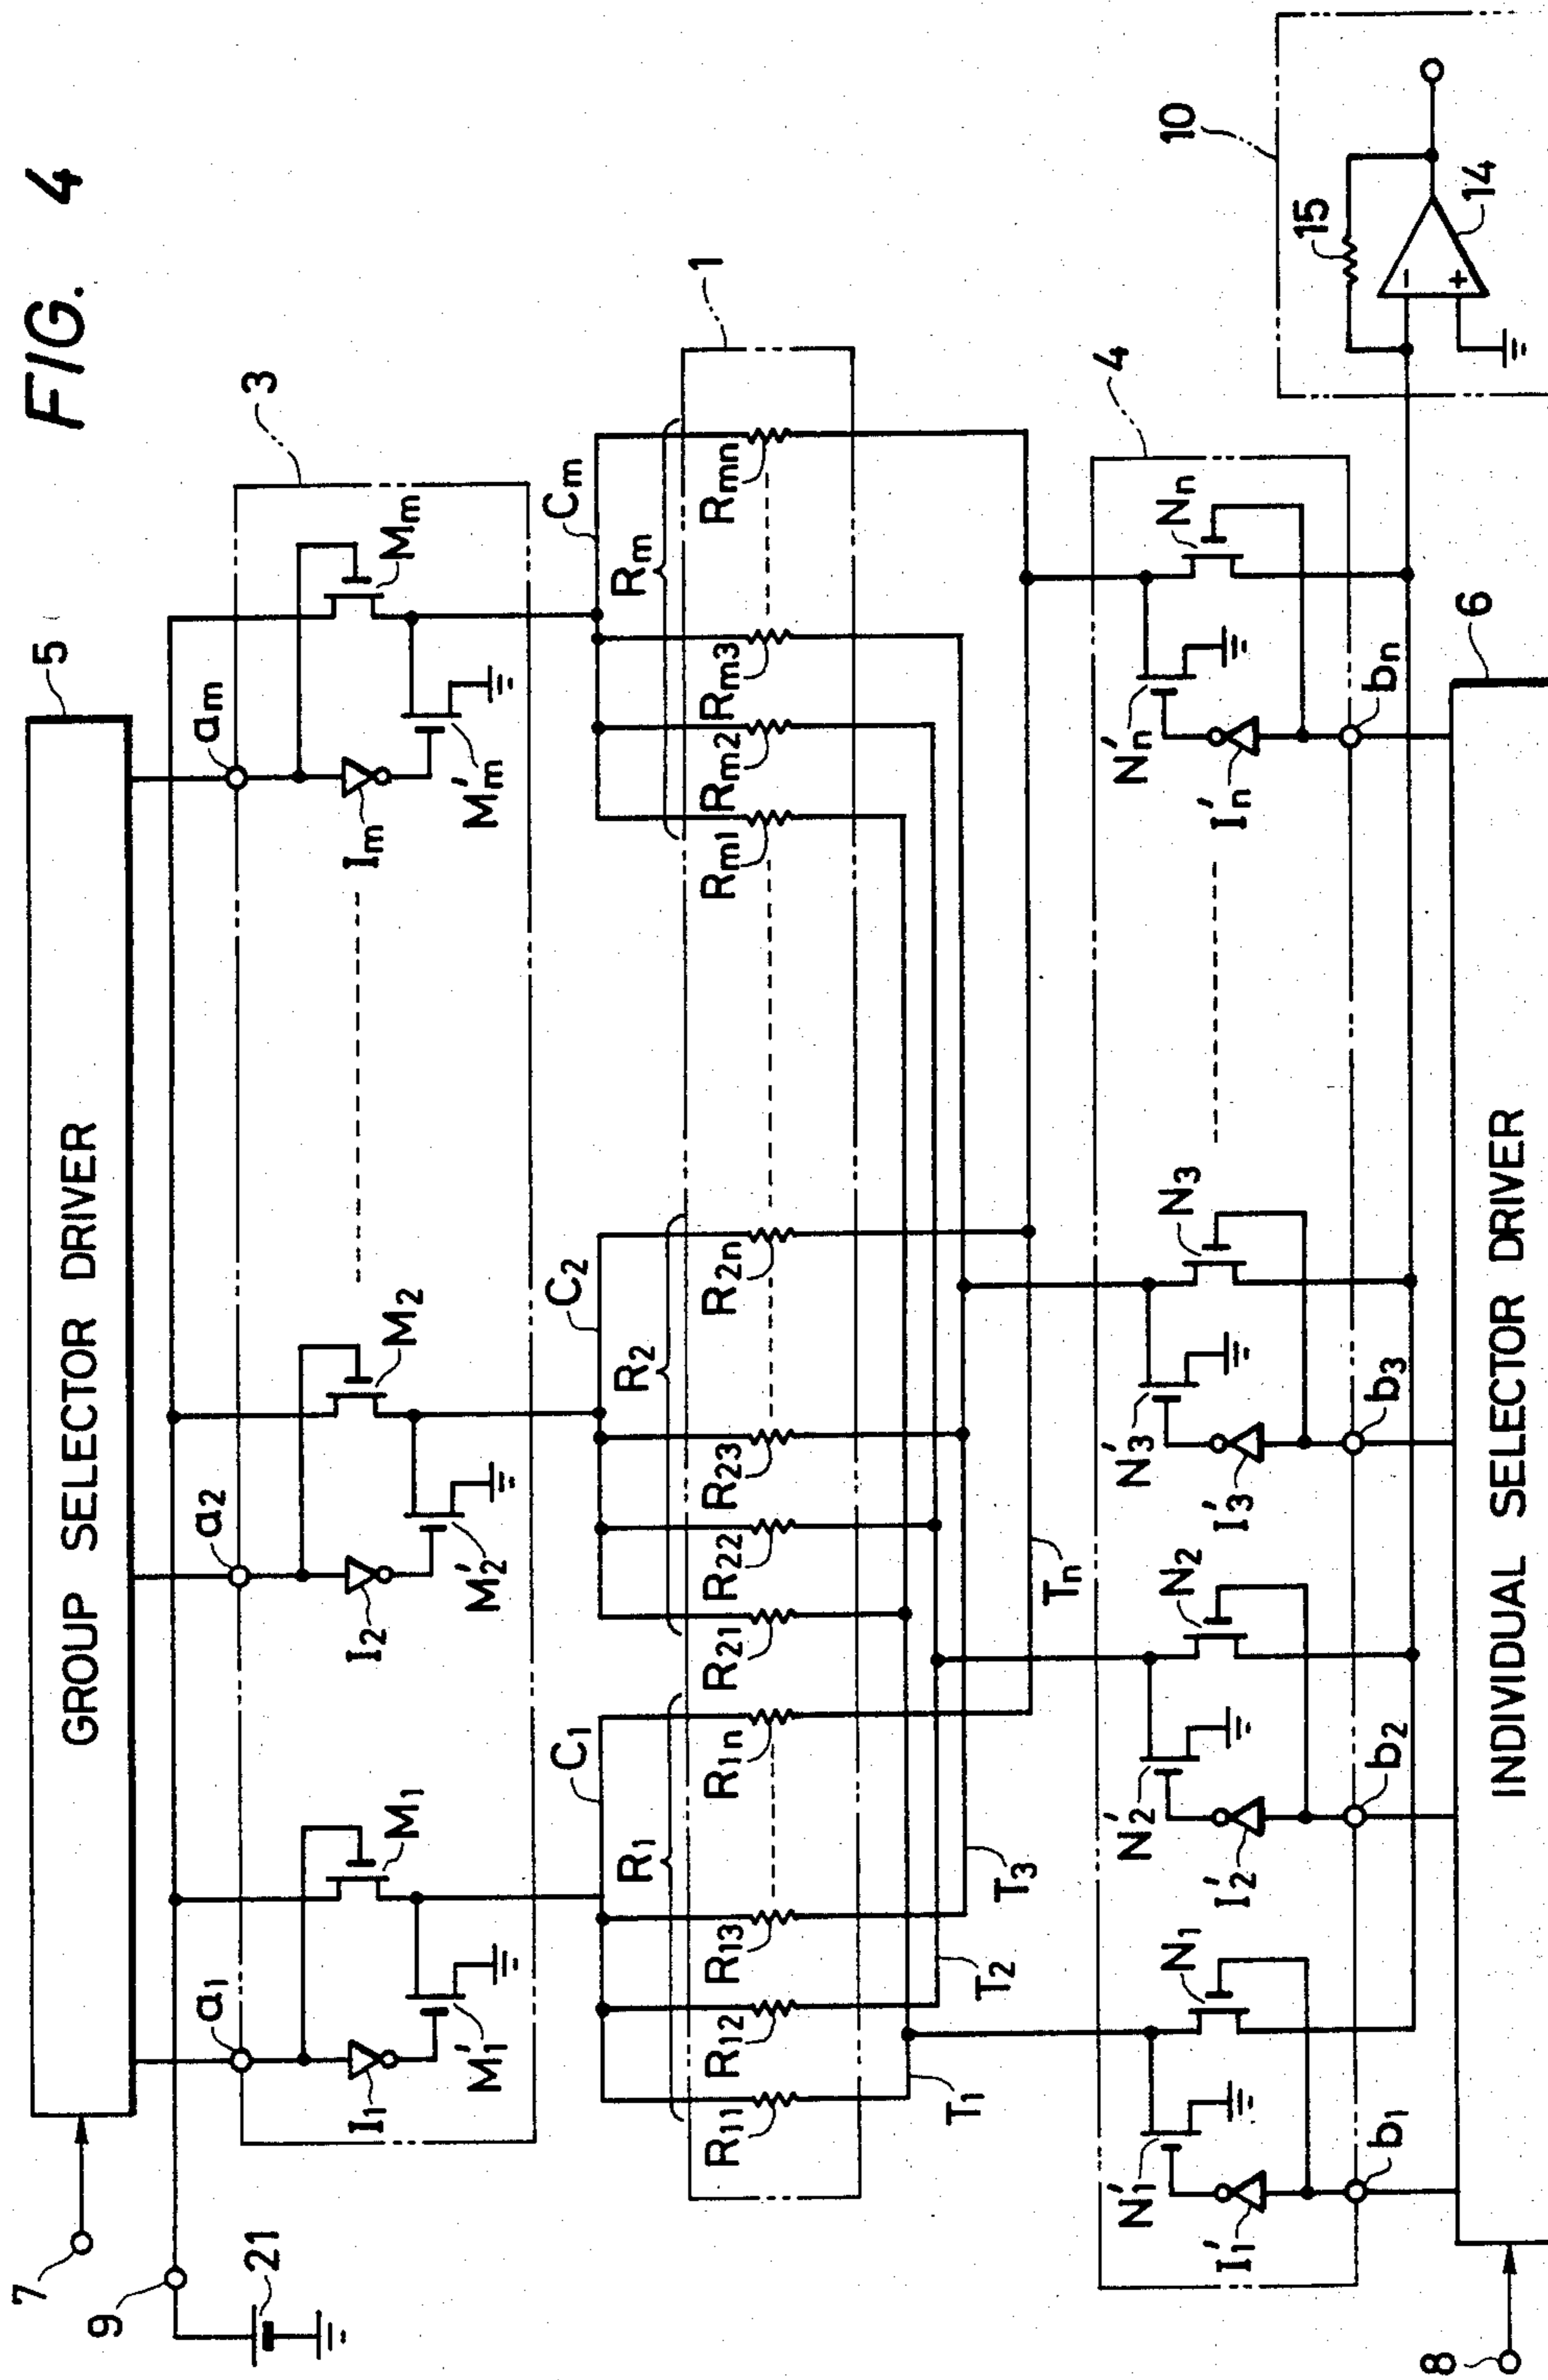 FIG. 4
7
5
GROUP SELECTOR DRIVER
9
21
a1
a2
am
3
I1
M'1
M1
I2
M'2
M2
Im
M'm
Mm
C1
C2
Cm
R1
R2
Rm
1
R11
R12
R13
R1n
R21
R22
R23
R2n
Rm1
Rm2
Rm3
Rmn
T1
T2
T3
Tn
4
N'1
N1
N'2
N2
N'3
N3
N'n
Nn
I'1
I'2
I'3
I'n
b1
b2
b3
bn
10
15
-
+
14
8
INDIVIDUAL SELECTOR DRIVER
6